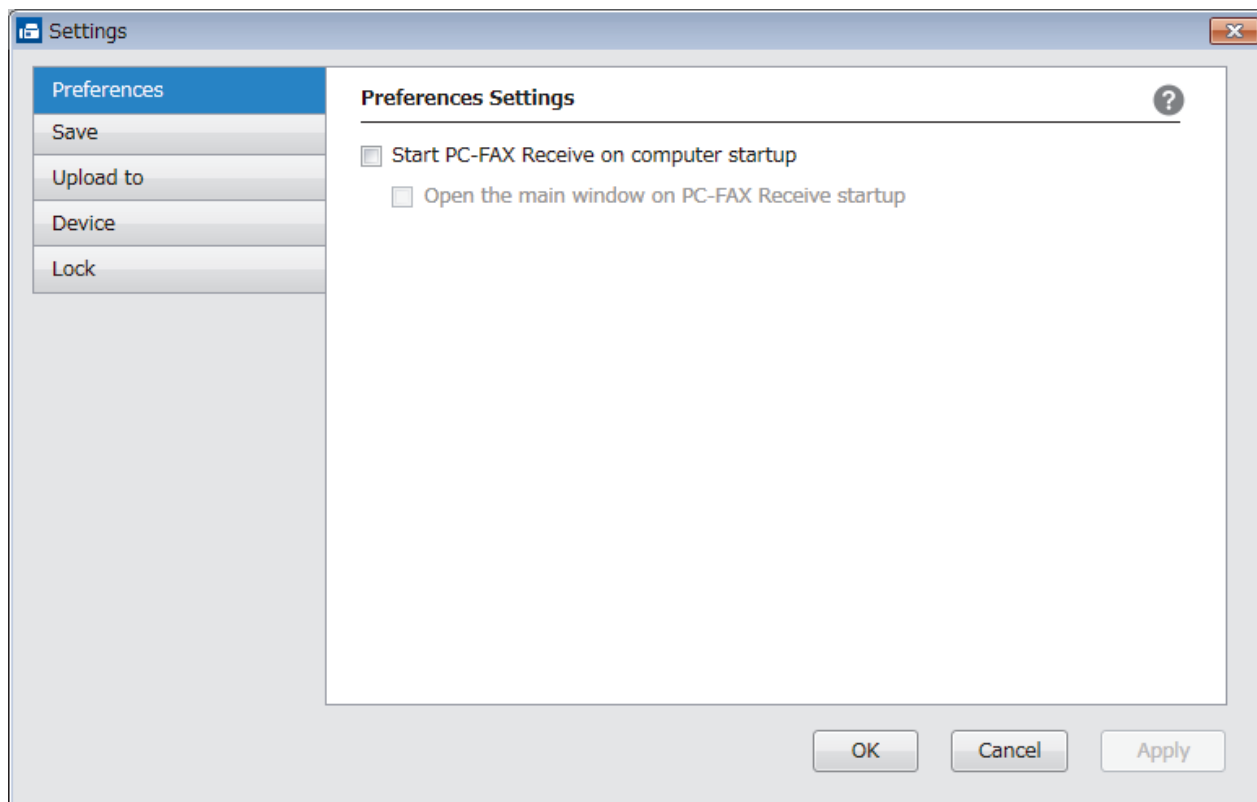 Settings
Preferences
Save
Upload to
Device
Lock
Preferences Settings
?
Start PC-FAX Receive on computer startup
Open the main window on PC-FAX Receive startup
OK
Cancel
Apply